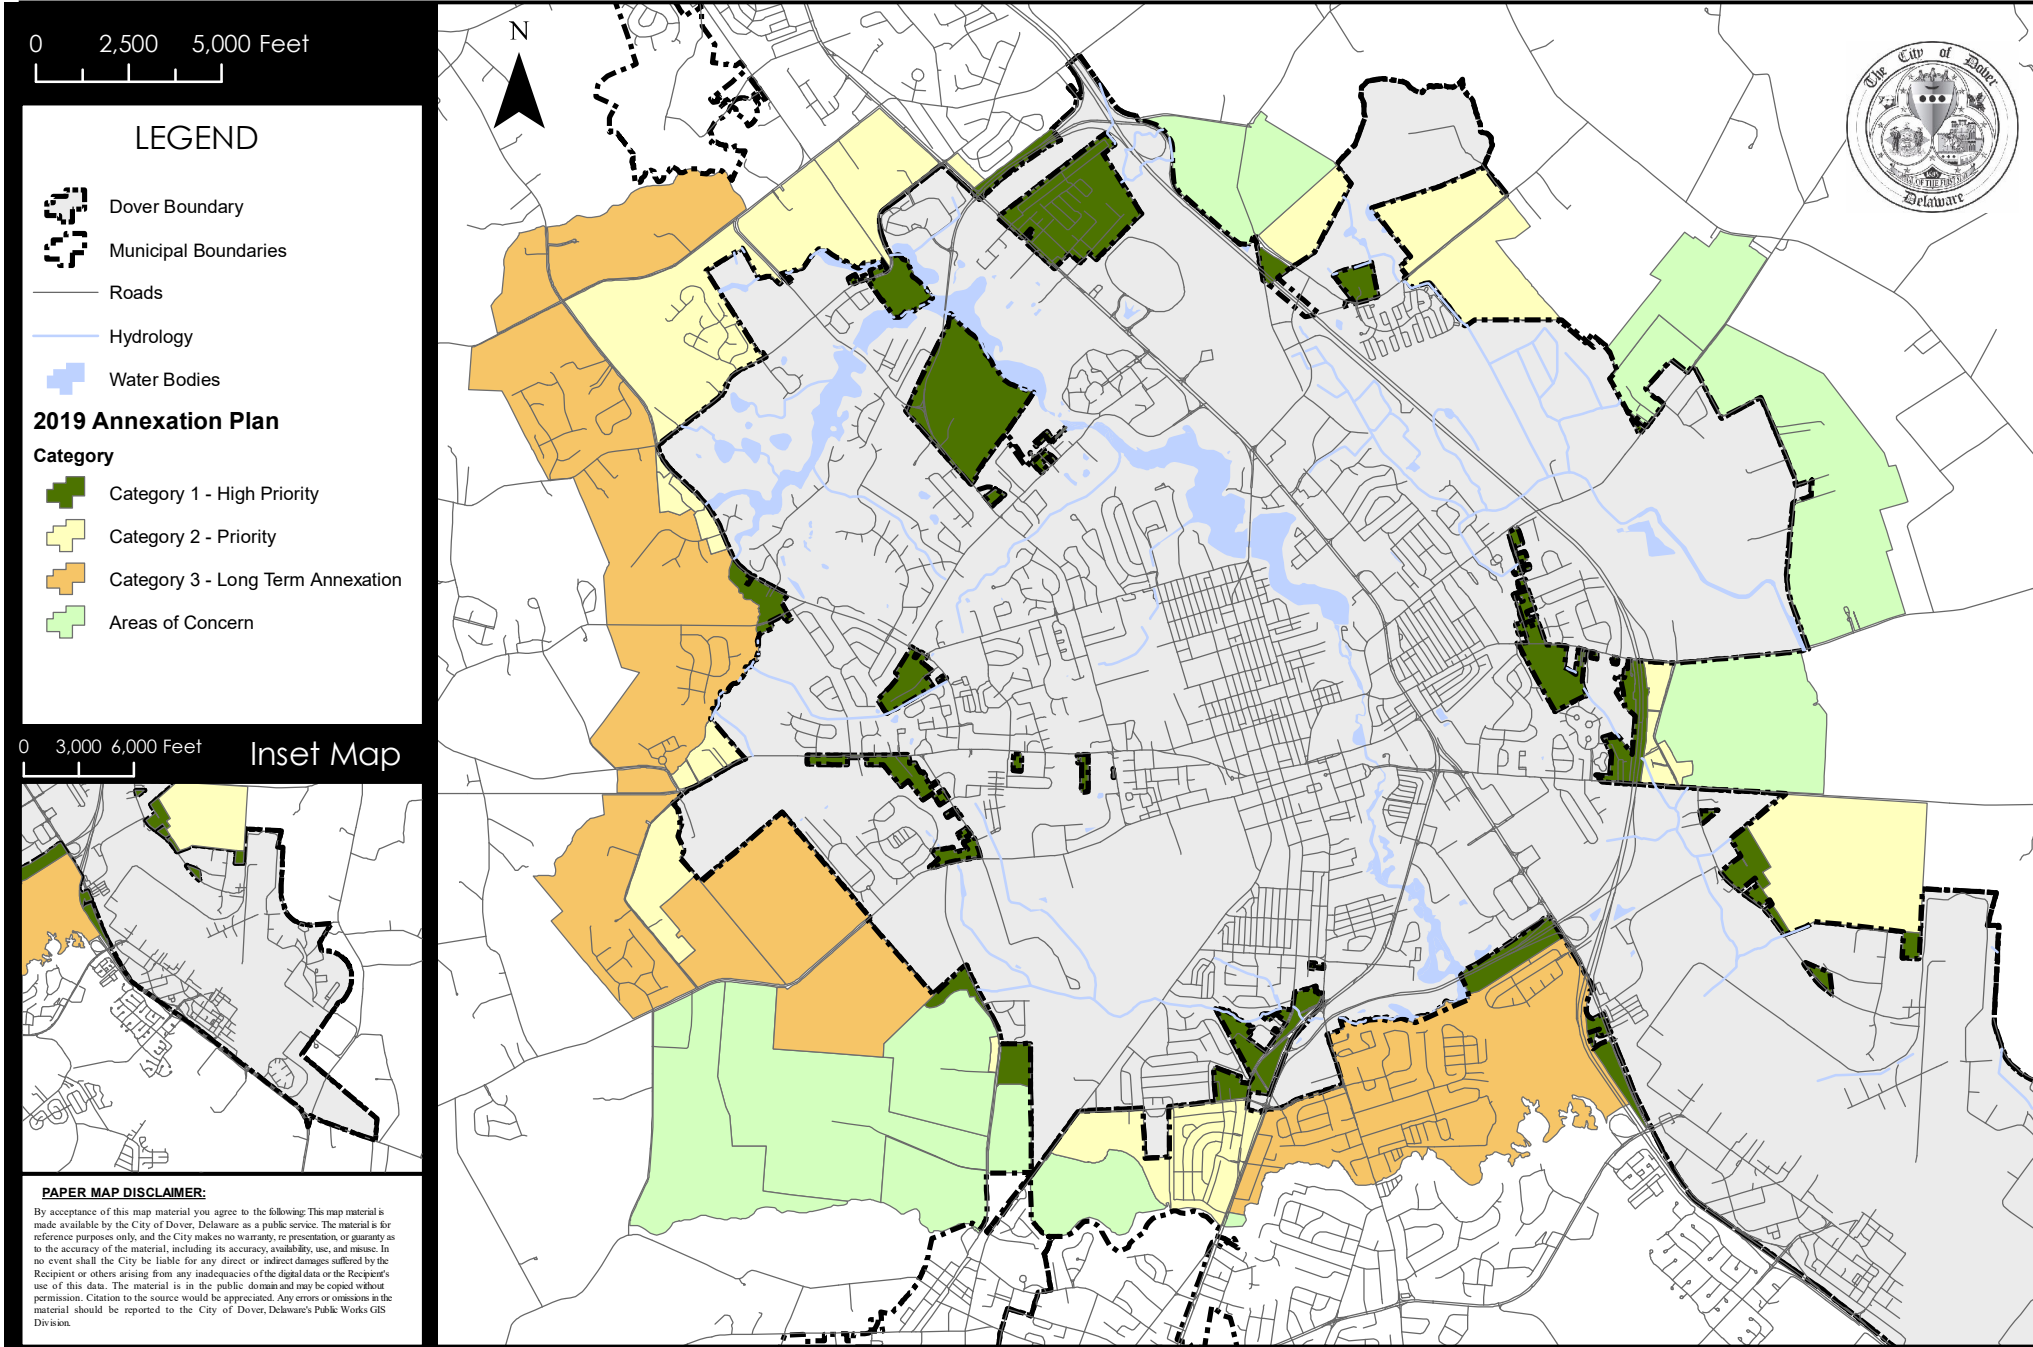 0 2,500 5,000 Feet
LEGEND
Dover Boundary
Municipal Boundaries
Roads
Hydrology
Water Bodies
2019 Annexation Plan
Category
Category 1 - High Priority
Category 2 - Priority
Category 3 - Long Term Annexation
Areas of Concern
0 3,000 6,000 Feet
Inset Map
PAPER MAP DISCLAIMER:
By acceptance of this map material you agree to the following: This map material is
made available by the City of Dover, Delaware as a public service. The material is for
reference purposes only, and the City makes no warranty, representation, or guaranty as
to the accuracy of the material, including its accuracy, availability, use, and misuse. In
no event shall the City be liable for any direct or indirect damages suffered by the
Recipient or others arising from any inadequacies of the digital data or the Recipient's
use of this data. The material is in the public domain and may be copied without
permission. Citation to the source would be appreciated. Any errors or omissions in the
material should be reported to the City of Dover, Delaware's Public Works GIS
Division.
N
The City of Dover
Delaware